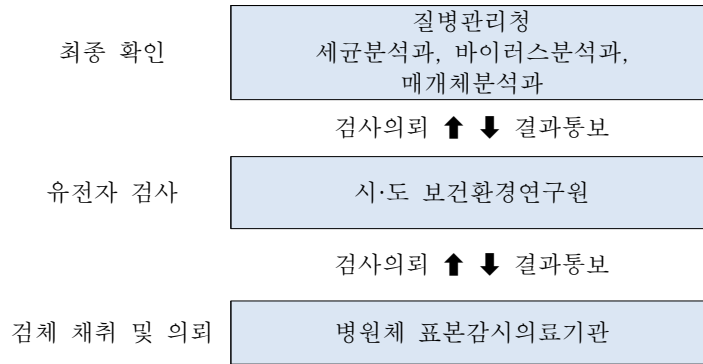 최종 확인
질병관리청
세균분석과, 바이러스분석과,
매개체분석과
검사의뢰 ⬆ ⬇ 결과통보
유전자 검사
시·도 보건환경연구원
검사의뢰 ⬆ ⬇ 결과통보
검체 채취 및 의뢰
병원체 표본감시의료기관